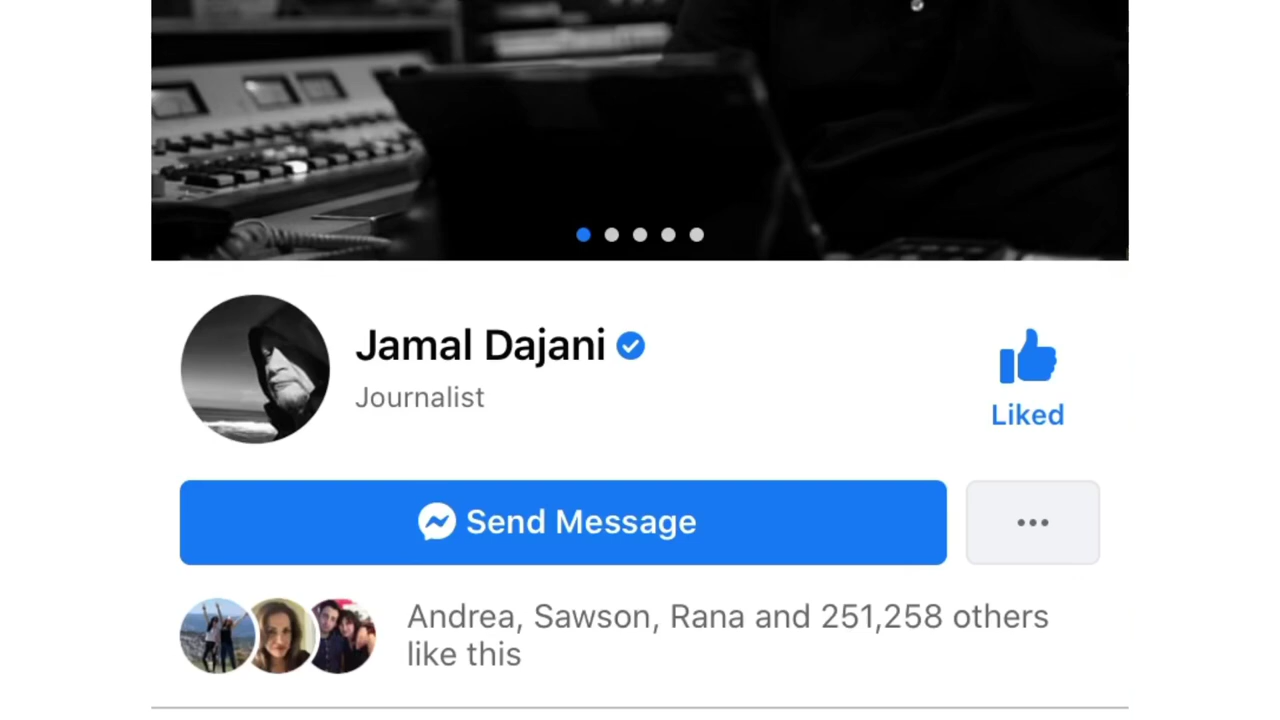 Jamal Dajani
Journalist
Liked
Send Message
Andrea, Sawson, Rana and 251,258 others
like this